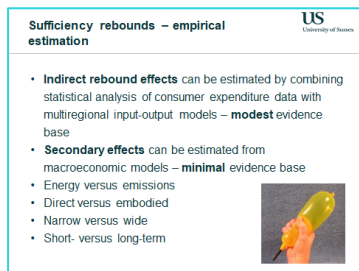 Sufficiency rebounds – empirical
estimation
US
University of Sussex
• Indirect rebound effects can be estimated by combining
statistical analysis of consumer expenditure data with
multiregional input-output models – modest evidence
base
• Secondary effects can be estimated from
macroeconomic models – minimal evidence base
• Energy versus emissions
• Direct versus embodied
• Narrow versus wide
• Short- versus long-term